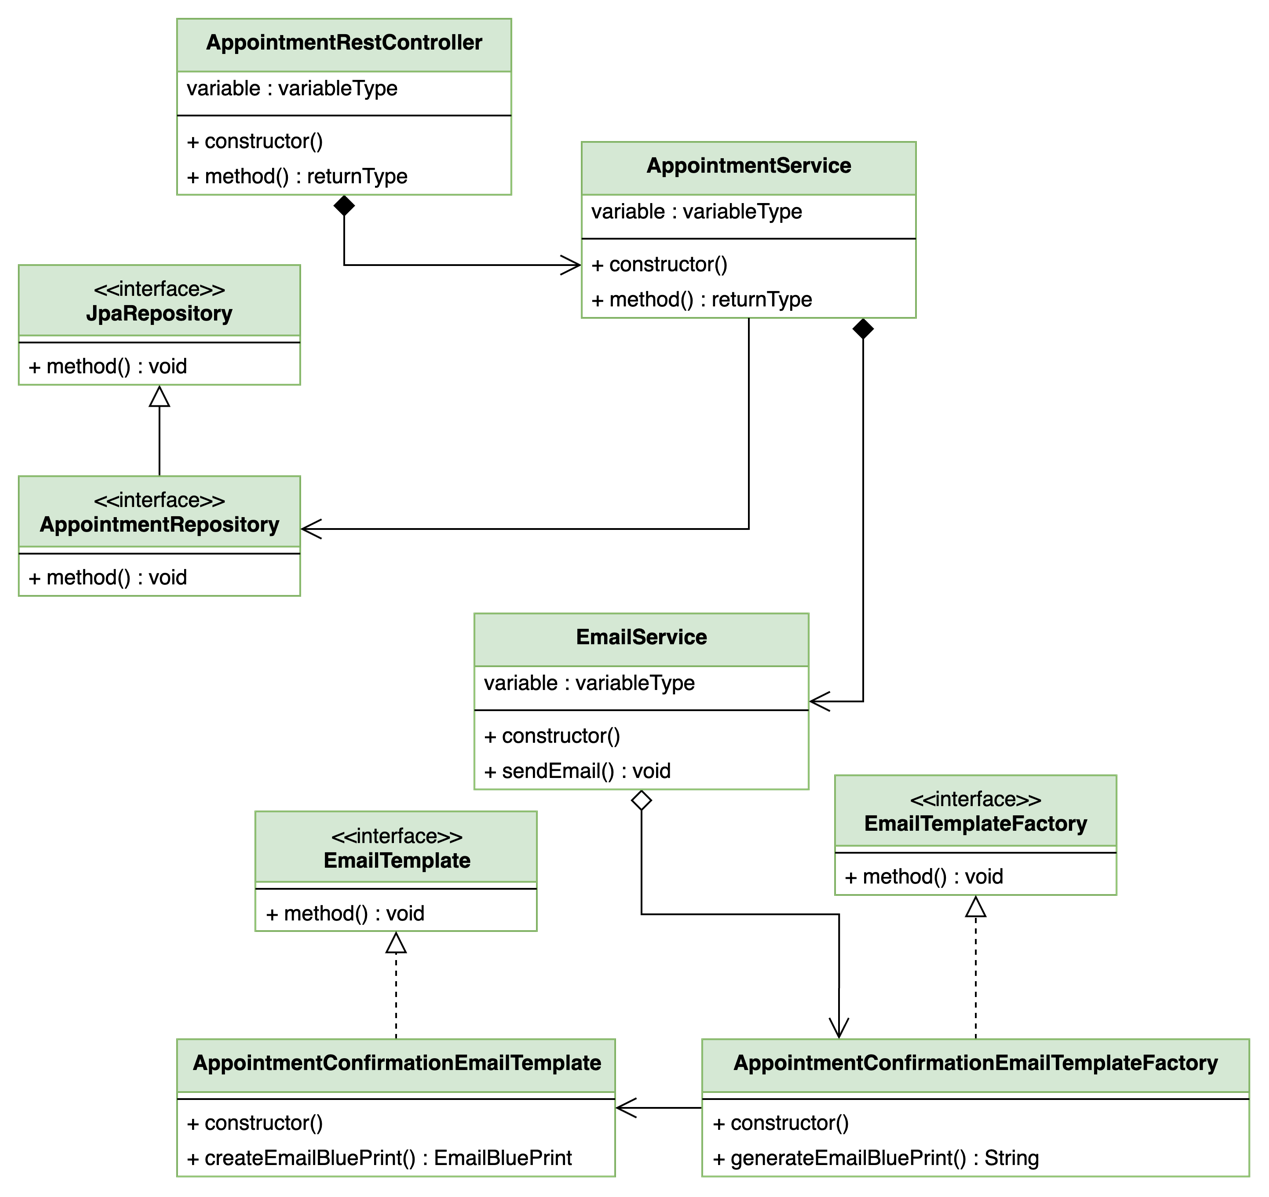 AppointmentRestController
variable : variableType
+ constructor()
+ method() : returnType
AppointmentService
variable : variableType
+ constructor()
+ method() : returnType
<<interface>>
JpaRepository
+ method() : void
<<interface>>
AppointmentRepository
+ method() : void
EmailService
variable : variableType
+ constructor()
+ sendEmail() : void
<<interface>>
EmailTemplateFactory
+ method() : void
<<interface>>
EmailTemplate
+ method() : void
AppointmentConfirmationEmailTemplate
+ constructor()
+ createEmailBluePrint() : EmailBluePrint
AppointmentConfirmationEmailTemplateFactory
+ constructor()
+ generateEmailBluePrint() : String